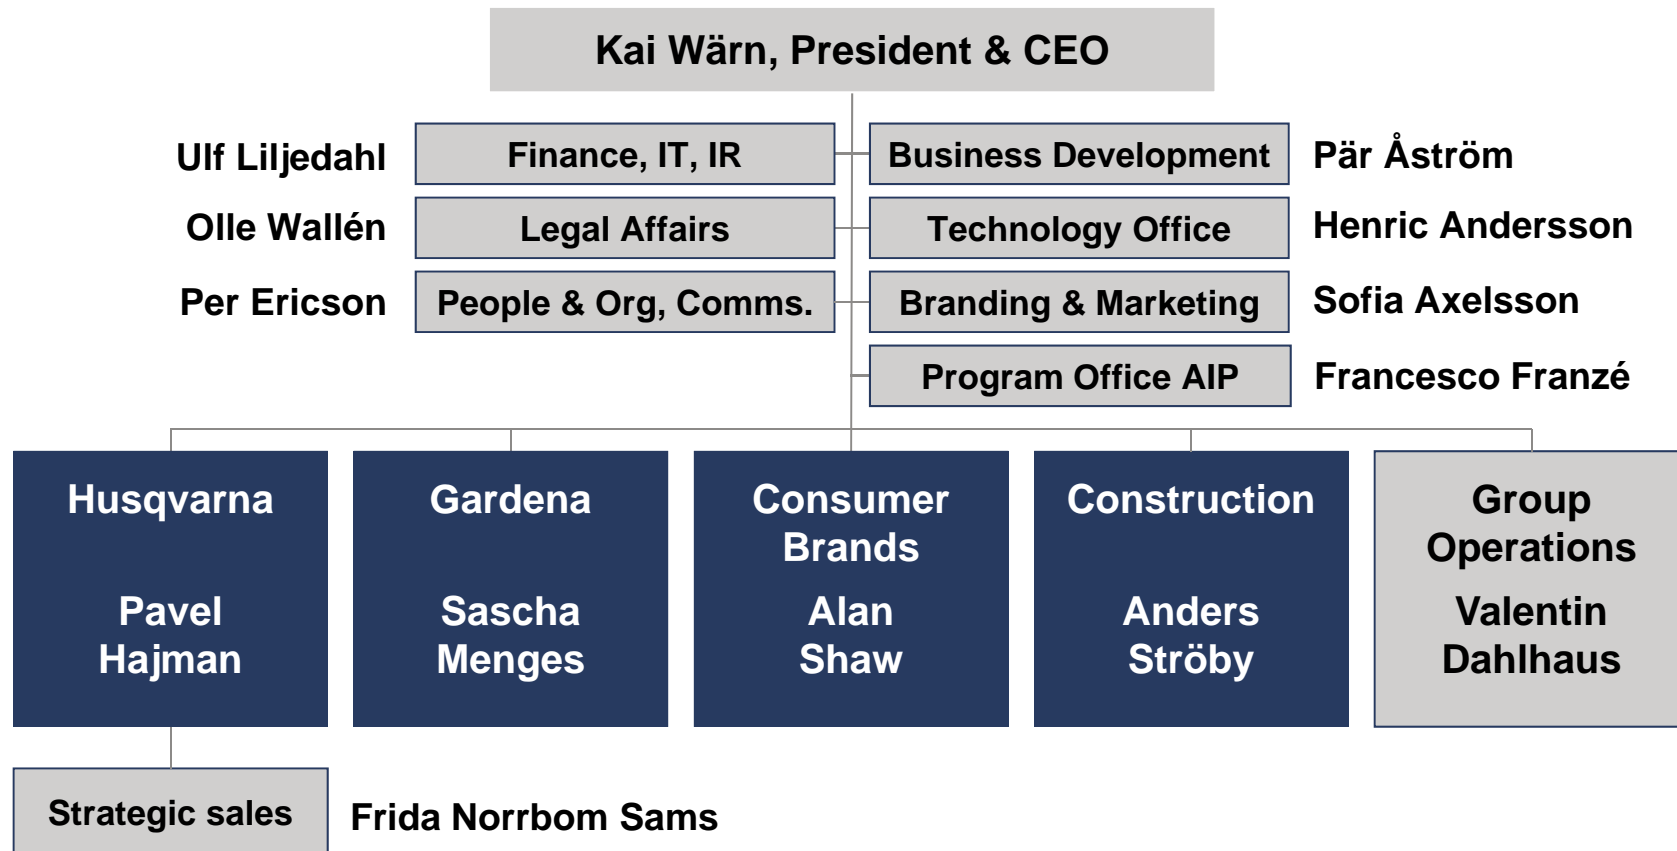 Kai Wärn, President & CEO
Ulf Liljedahl
Finance, IT, IR
Business Development
Pär Åström
Olle Wallén
Legal Affairs
Technology Office
Henric Andersson
Per Ericson
People & Org, Comms.
Branding & Marketing
Sofia Axelsson
Program Office AIP
Francesco Franzé
Husqvarna
Pavel
Hajman
Gardena
Sascha
Menges
Consumer
Brands
Alan
Shaw
Construction
Anders
Ströby
Group
Operations
Valentin
Dahlhaus
Strategic sales
Frida Norrbom Sams